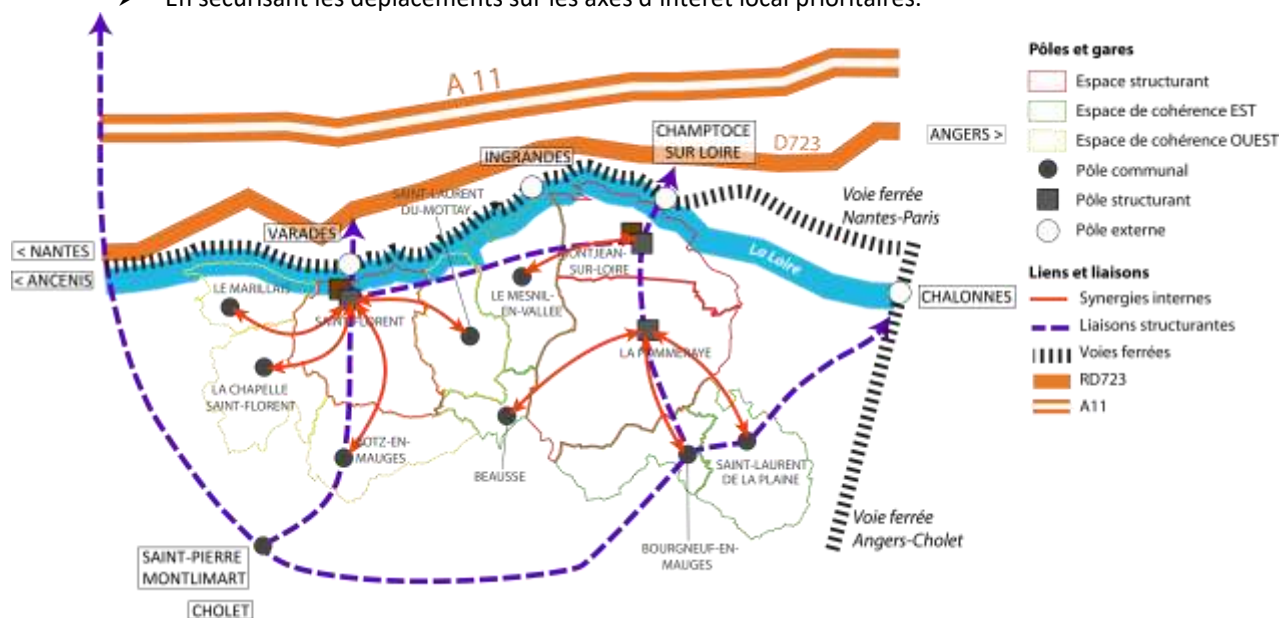 ➤ En sécurisant les déplacements sur les axes d'intérêt local prioritaires.
A 11
D723
CHAMPTOCE
SUR LOIRE
ANGERS >
INGRANDES
SAINT-LAURENT
DU-MOTTAY
VARADES
< NANTES
< ANCENIS
Voie ferrée
Nantes-Paris
La Loire
CHALONNES
LE MARILLAIS
SAINT-FLORENT
MONTJEAN-
SUR-LOIRE
LE MESNIL-
EN-VALLEE
LA POMMERAYE
LA CHAPELLE
SAINT-FLORENT
BOTZ-EN-
MAUGES
BEAUSSE
SAINT-LAURENT
DE LA PLAINE
BOURGNEUF-EN-
MAUGES
Voie ferrée
Angers-Cholet
SAINT-PIERRE
MONTLIMART
CHOLET
Pôles et gares
Espace structurant
Espace de cohérence EST
Espace de cohérence OUEST
Pôle communal
Pôle structurant
Pôle externe
Liens et liaisons
Synergies internes
Liaisons structurantes
Voies ferrées
RD723
A11